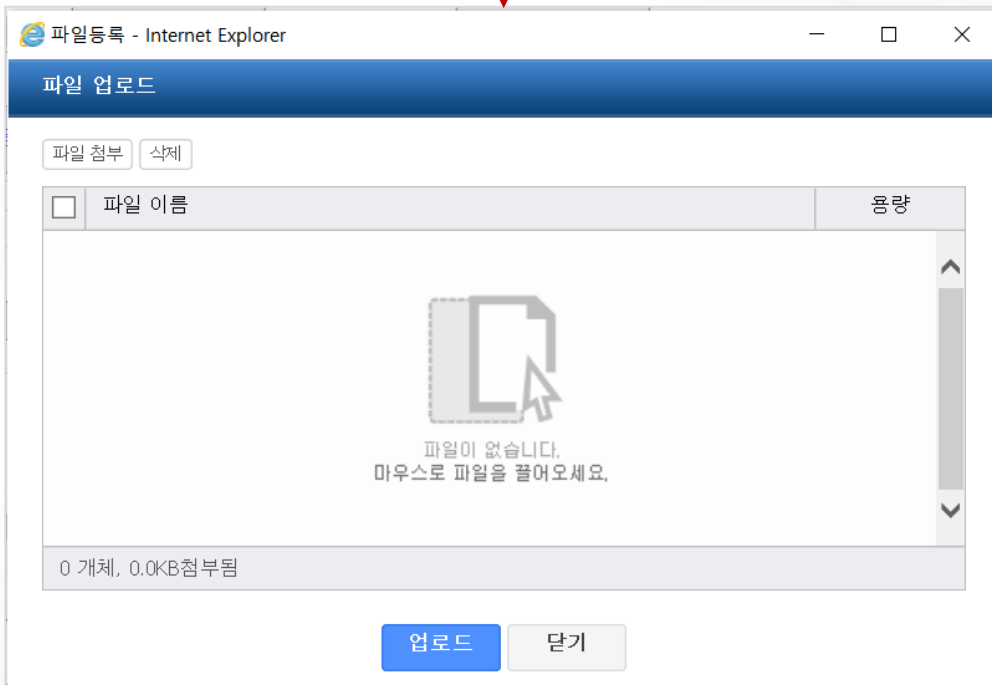 파일등록 - Internet Explorer
파일 업로드
파일 첨부 삭제
파일 이름 용량
파일이 없습니다.
마우스로 파일을 끌어오세요.
0 개체, 0.0KB첨부됨
업로드 닫기